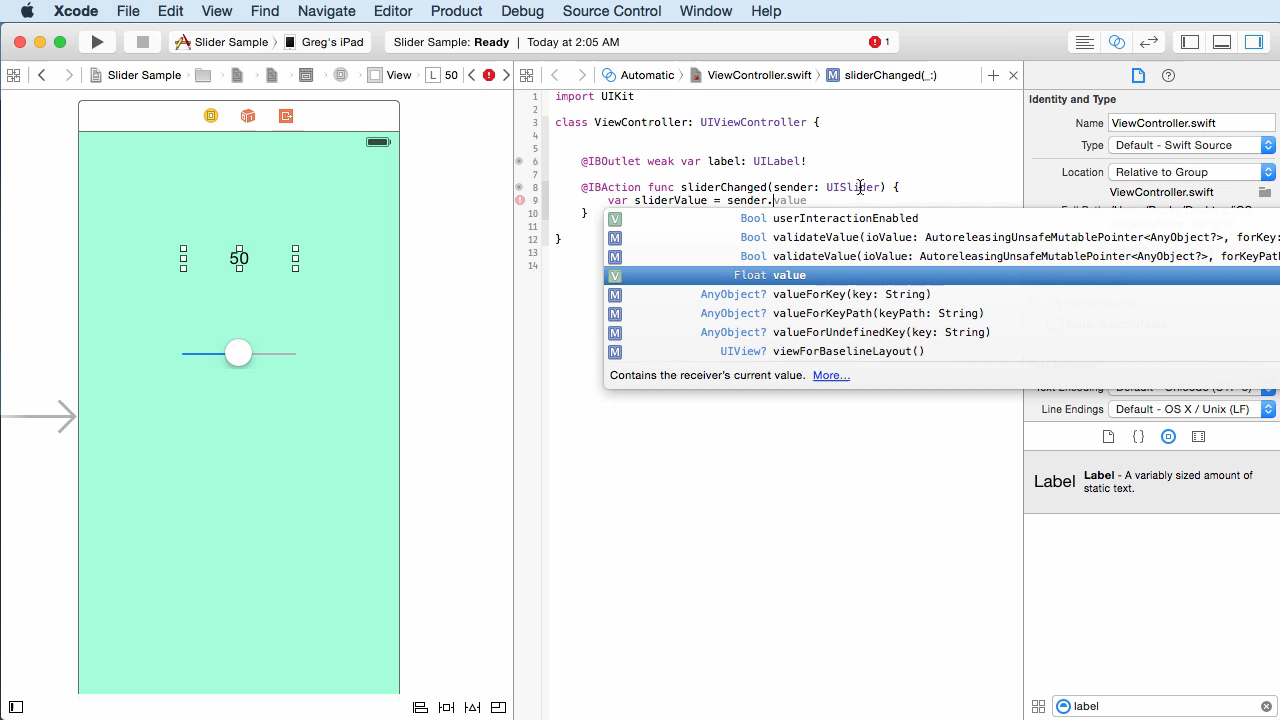 Xcode File Edit View Find Navigate Editor Product Debug Source Control Window Help
Slider Sample Greg's iPad Slider Sample: Ready | Today at 2:05 AM 1
Slider Sample View L 50 Automatic ViewController.swift M sliderChanged(_:)
50
1 import UIKit
2
3 class ViewController: UIViewController {
4
5
6 @IBOutlet weak var label: UILabel!
7
8 @IBAction func sliderChanged(sender: UISlider) {
9 var sliderValue = sender.value
10 }
11
12 }
13
14
V Bool userInteractionEnabled
M Bool validateValue(ioValue: AutoreleasingUnsafeMutablePointer<AnyObject?>, forKey:
M Bool validateValue(ioValue: AutoreleasingUnsafeMutablePointer<AnyObject?>, forKeyPath
V Float value
M AnyObject? valueForKey(key: String)
M AnyObject? valueForKeyPath(keyPath: String)
M AnyObject? valueForUndefinedKey(key: String)
M UIView? viewForBaselineLayout()
Contains the receiver's current value. More...
Identity and Type
Name ViewController.swift
Type Default - Swift Source
Location Relative to Group
ViewController.swift
Line Endings Default - OS X / Unix (LF)
Label Label - A variably sized amount of
static text.
label